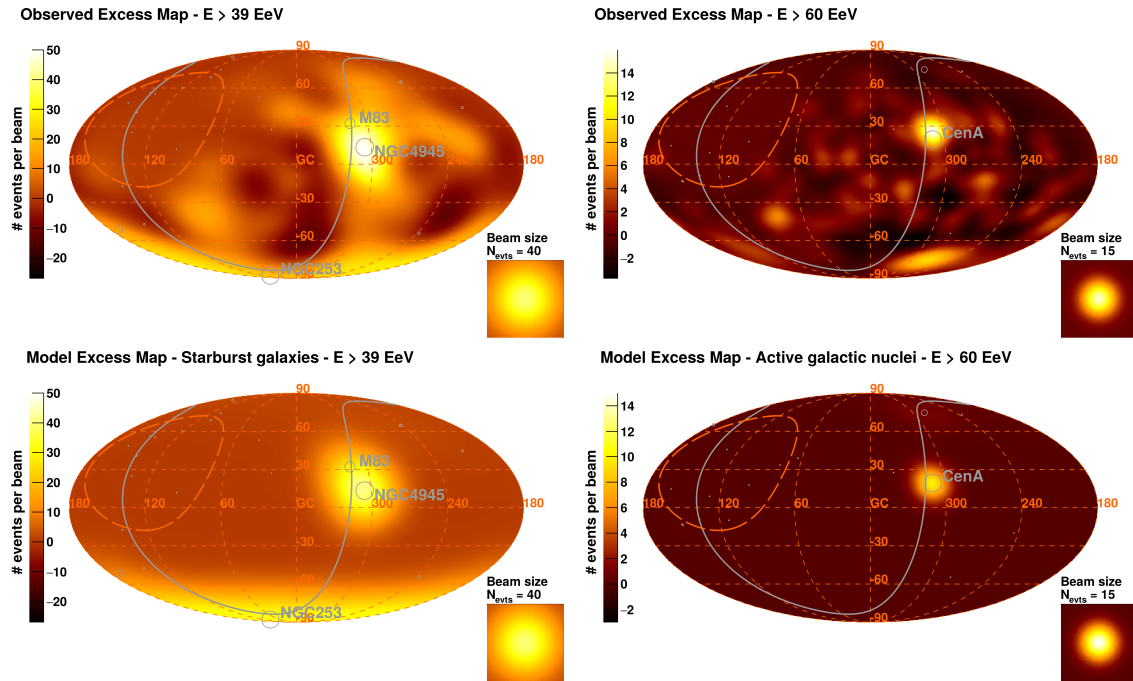 Observed Excess Map - E > 39 EeV
50
40
30
20
10
0
−10
−20
# events per beam
90
60
30
180
120
60
GC
300
180
-30
-60
-90
M83
NGC4945
NGC253
Beam size
Nevts = 40
Observed Excess Map - E > 60 EeV
14
12
10
8
6
4
2
0
−2
# events per beam
90
60
30
180
120
60
GC
300
240
180
-30
-60
-90
CenA
Beam size
Nevts = 15
Model Excess Map - Starburst galaxies - E > 39 EeV
50
40
30
20
10
0
−10
−20
# events per beam
90
60
30
180
120
60
GC
300
180
-30
-60
-90
M83
NGC4945
NGC253
Beam size
Nevts = 40
Model Excess Map - Active galactic nuclei - E > 60 EeV
14
12
10
8
6
4
2
0
−2
# events per beam
90
60
30
180
120
60
GC
300
240
180
-30
-60
-90
CenA
Beam size
Nevts = 15